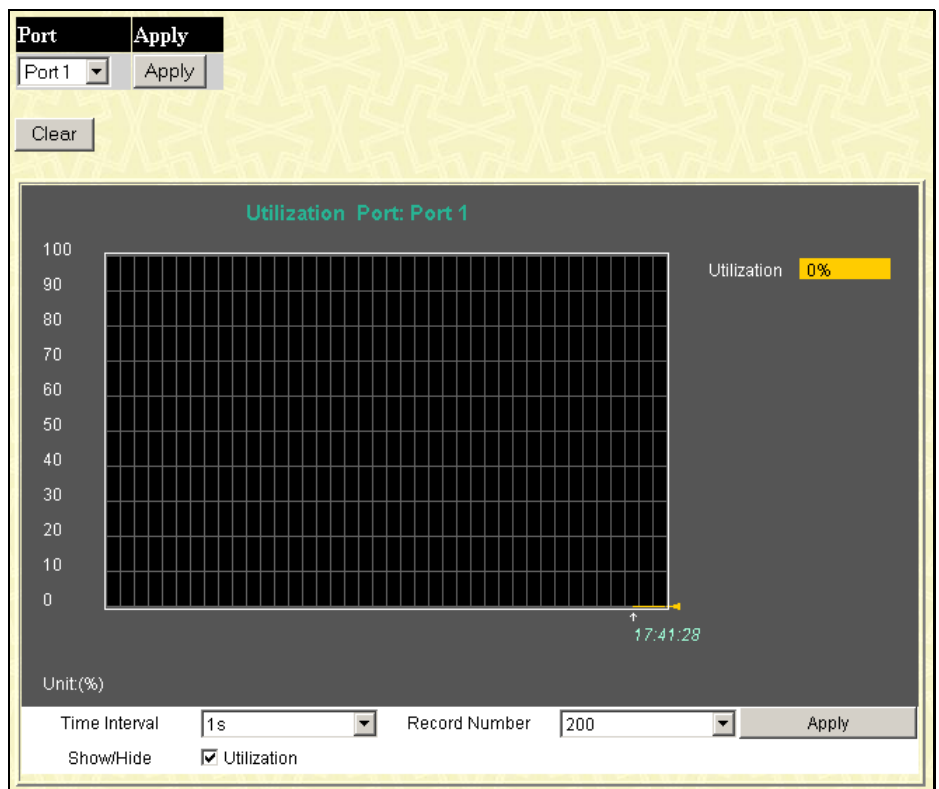 Port Apply
Port 1 Apply
Clear
Utilization Port: Port 1
100
90
80
70
60
50
40
30
20
10
0
Utilization 0%
17:41:28
Unit:(%)
Time Interval 1s Record Number 200 Apply
Show/Hide Utilization